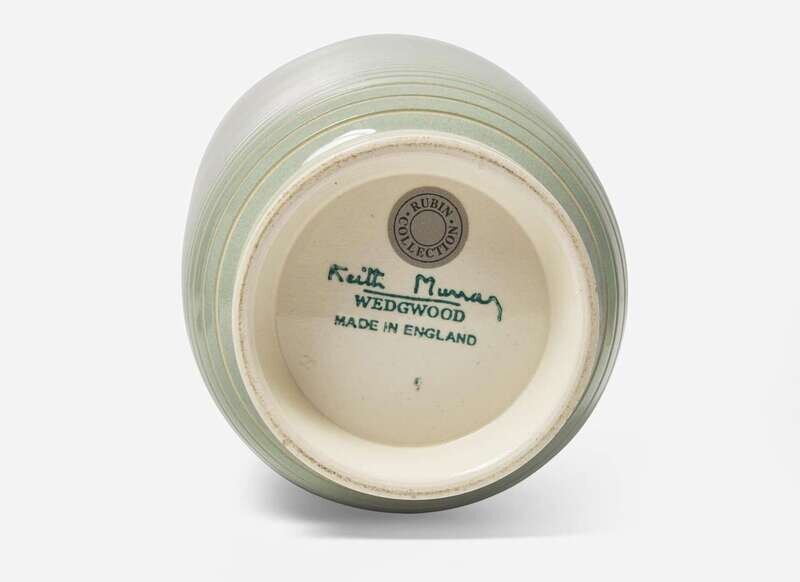 · RUBIN ·
COLLECTION
Keith Murray
WEDGWOOD
MADE IN ENGLAND